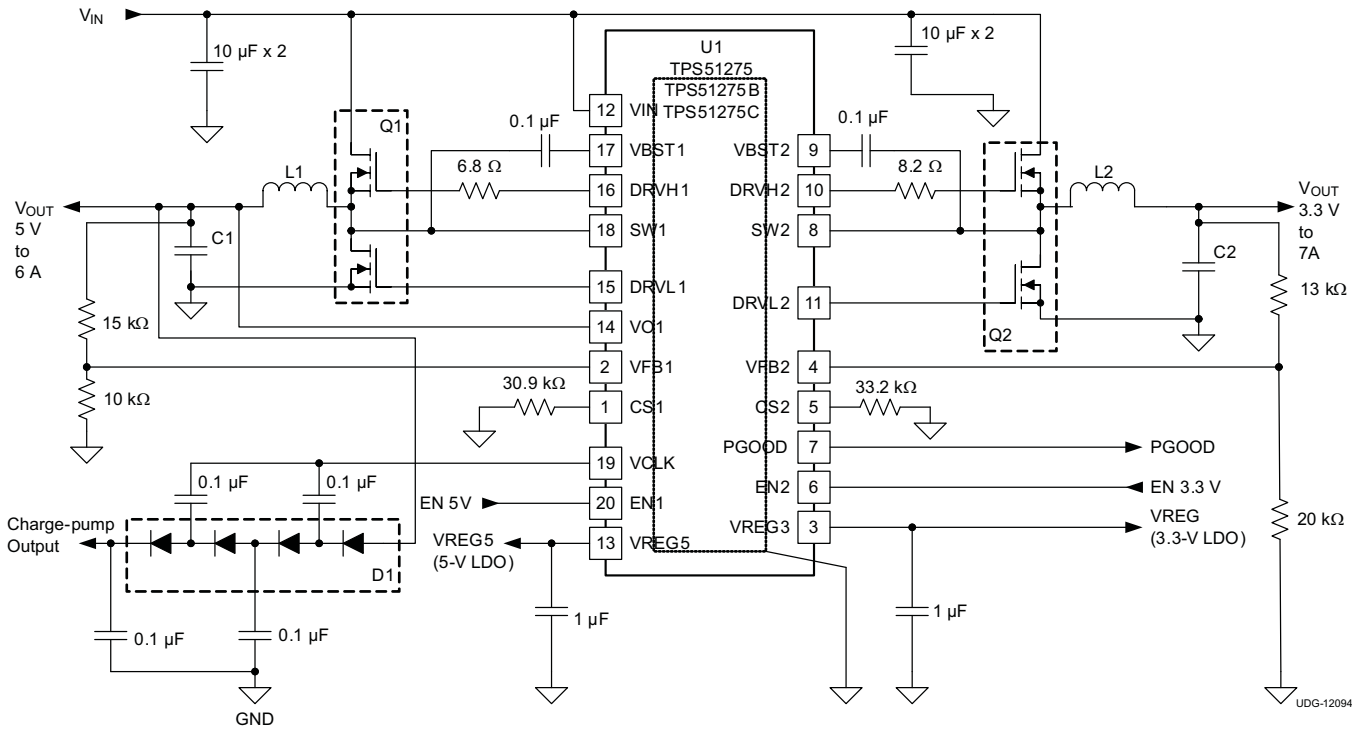 VIN
10 µF x 2
10 µF x 2
U1
TPS51275
TPS51275B
TPS51275C
Q1
0.1 µF
12 VIN
17 VBST1
6.8 Ω
16 DRVH1
18 SW1
15 DRVL1
14 VO1
2 VFB1
30.9 kΩ
1 CS1
19 VCLK
EN 5V
20 EN1
VREG5
(5-V LDO)
13 VREG5
0.1 µF
VBST2 9
8.2 Ω
DRVH2 10
SW2 8
DRVL2 11
VFB2 4
33.2 kΩ
CS2 5
PGOOD 7
PGOOD
EN2 6
EN 3.3 V
VREG3 3
VREG
(3.3-V LDO)
L1
VOUT
5 V
to
6 A
C1
15 kΩ
10 kΩ
L2
VOUT
3.3 V
to
7A
C2
13 kΩ
Q2
20 kΩ
0.1 µF
0.1 µF
Charge-pump
Output
D1
0.1 µF
0.1 µF
1 µF
1 µF
GND
UDG-12094